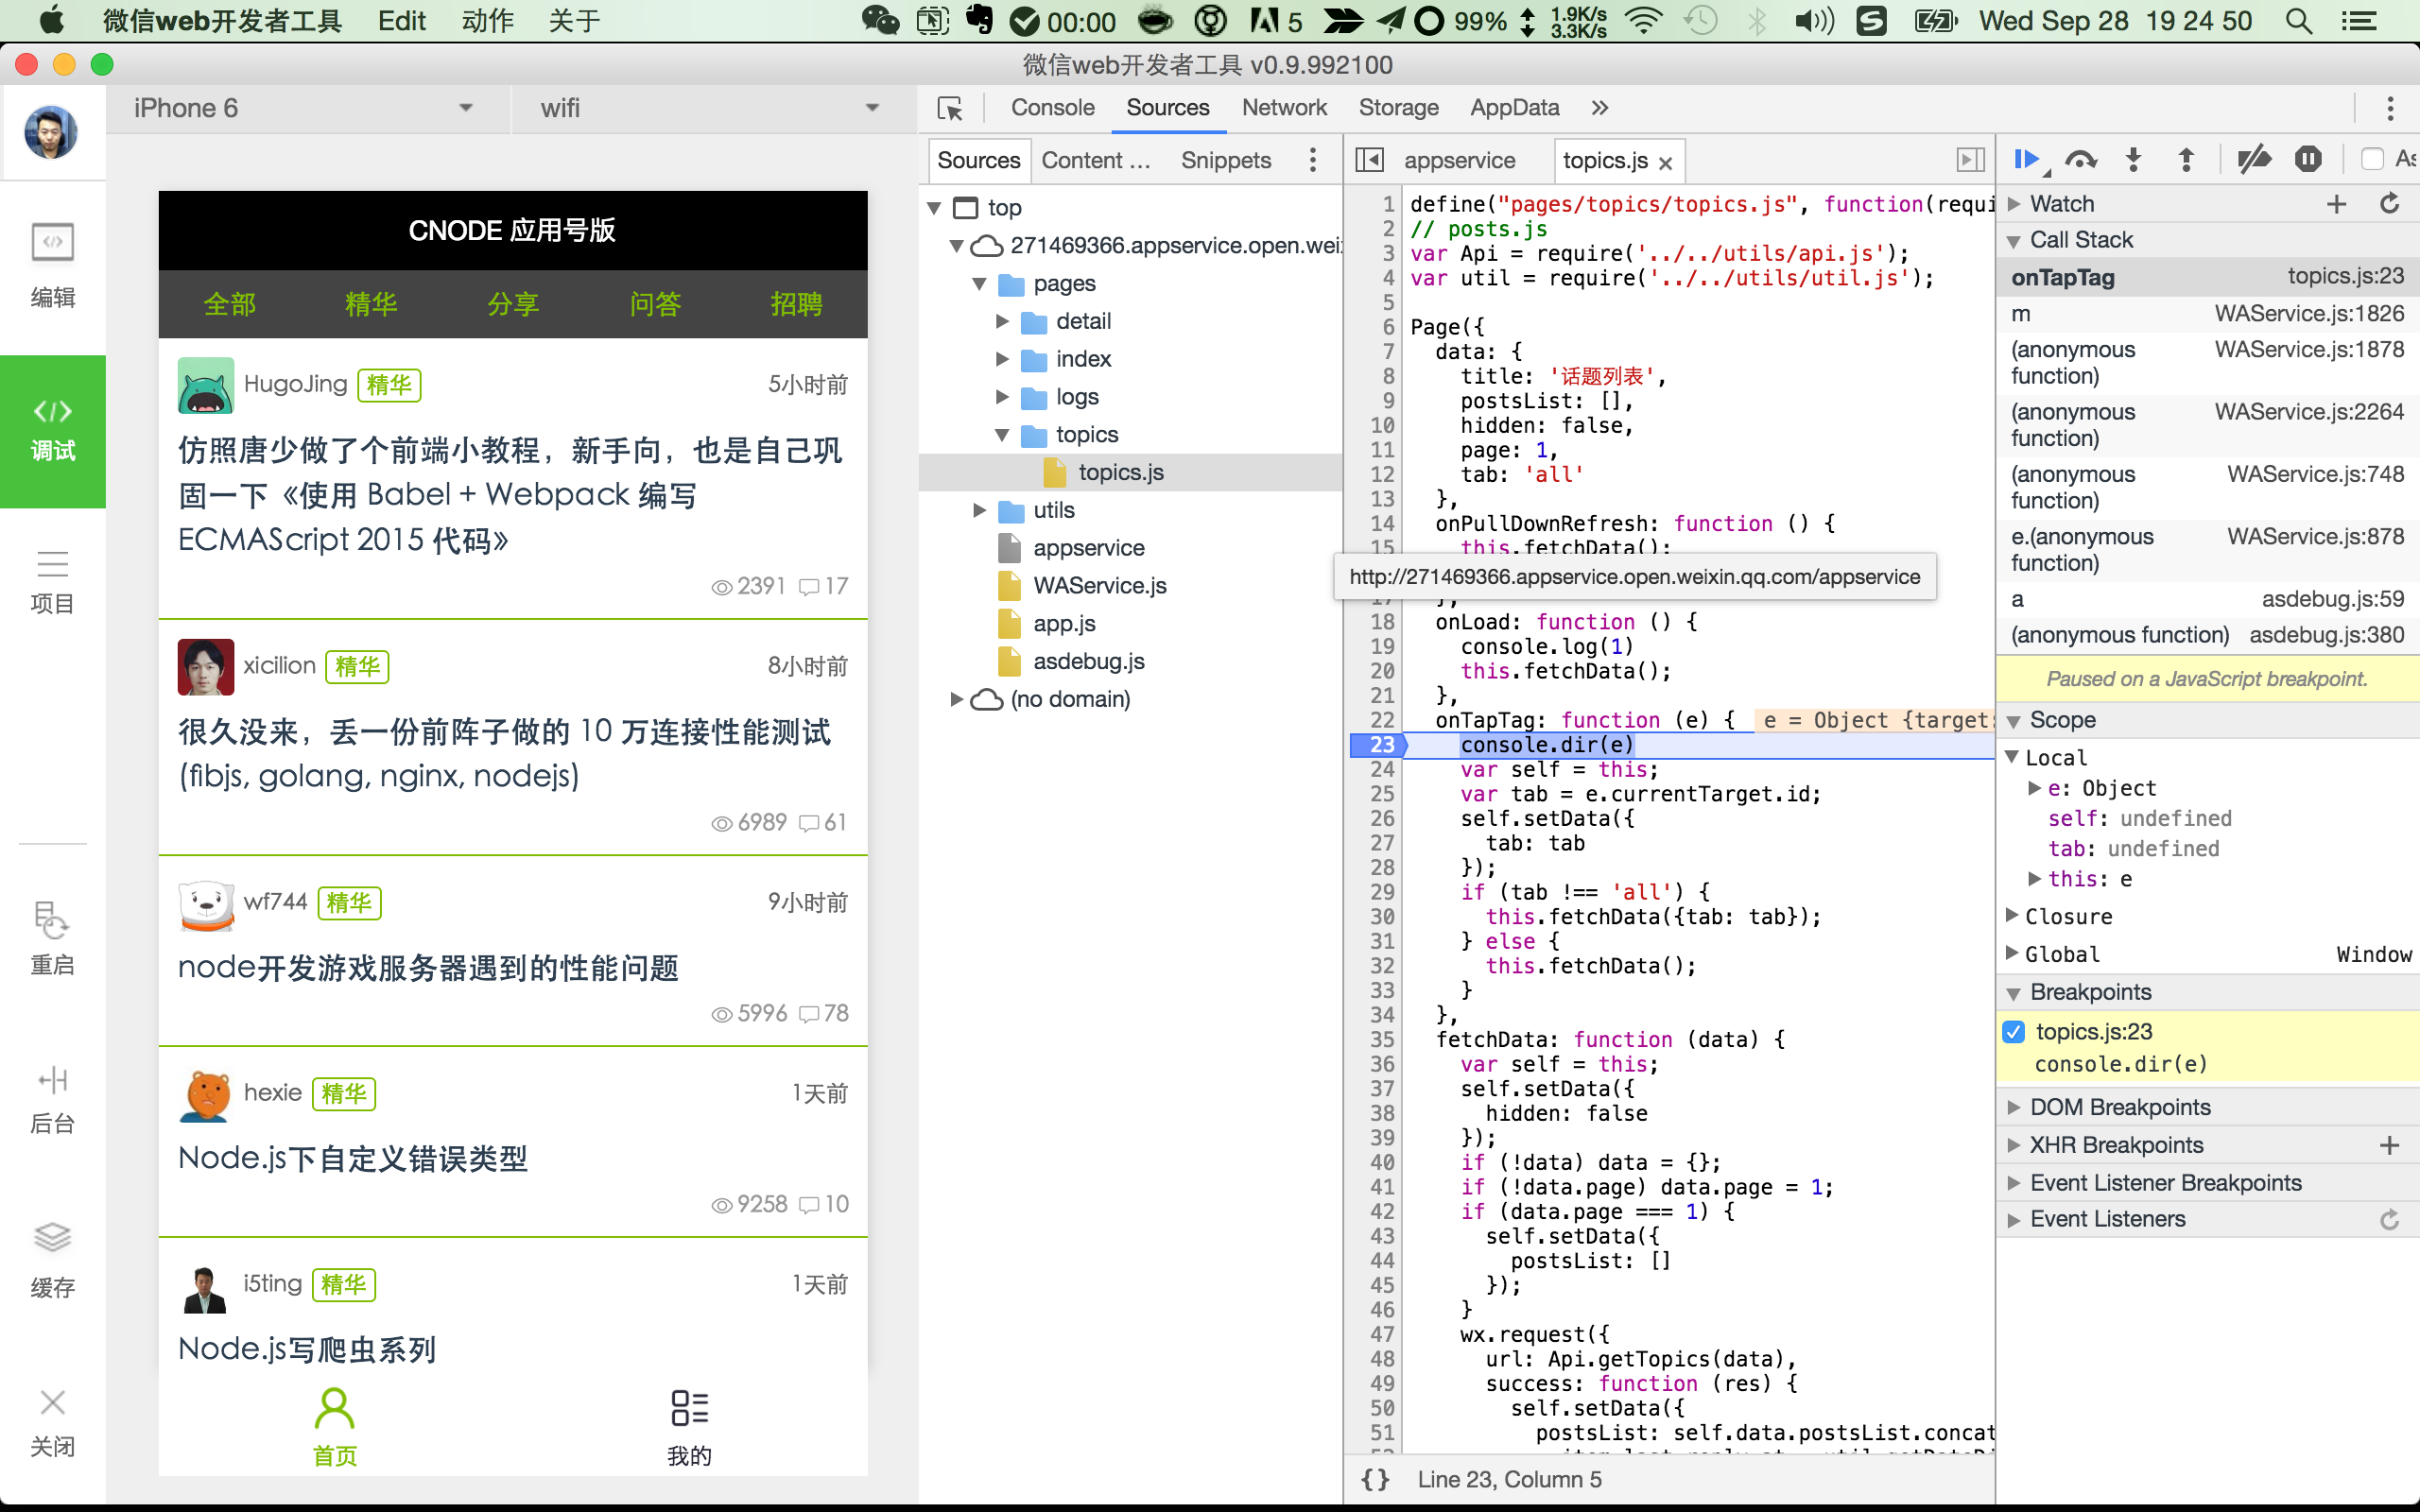 微信web开发者工具 Edit 动作 关于 00:00 5 99% 1.9K/s 3.3K/s Wed Sep 28 19 24 50
微信web开发者工具 v0.9.992100
iPhone 6 wifi
编辑
调试
项目
重启
后台
缓存
关闭
CNODE 应用号版
全部 精华 分享 问答 招聘
HugoJing 精华 5小时前
仿照唐少做了个前端小教程，新手向，也是自己巩
固一下《使用 Babel + Webpack 编写
ECMAScript 2015 代码》
2391 17
xicilion 精华 8小时前
很久没来，丢一份前阵子做的 10 万连接性能测试
(fibjs, golang, nginx, nodejs)
6989 61
wf744 精华 9小时前
node开发游戏服务器遇到的性能问题
5996 78
hexie 精华 1天前
Node.js下自定义错误类型
9258 10
i5ting 精华 1天前
Node.js写爬虫系列
首页 我的
Console Sources Network Storage AppData »
Sources Content ... Snippets
top
271469366.appservice.open.wei
pages
detail
index
logs
topics
topics.js
utils
appservice
WAService.js
app.js
asdebug.js
(no domain)
appservice topics.js ×
1 define("pages/topics/topics.js", function(requi
2 // posts.js
3 var Api = require('../../utils/api.js');
4 var util = require('../../utils/util.js');
5
6 Page({
7 data: {
8 title: '话题列表',
9 postsList: [],
10 hidden: false,
11 page: 1,
12 tab: 'all'
13 },
14 onPullDownRefresh: function () {
15 this.fetchData();
http://271469366.appservice.open.weixin.qq.com/appservice
17 },
18 onLoad: function () {
19 console.log(1)
20 this.fetchData();
21 },
22 onTapTag: function (e) { e = Object {target:
23 console.dir(e)
24 var self = this;
25 var tab = e.currentTarget.id;
26 self.setData({
27 tab: tab
28 });
29 if (tab !== 'all') {
30 this.fetchData({tab: tab});
31 } else {
32 this.fetchData();
33 }
34 },
35 fetchData: function (data) {
36 var self = this;
37 self.setData({
38 hidden: false
39 });
40 if (!data) data = {};
41 if (!data.page) data.page = 1;
42 if (data.page === 1) {
43 self.setData({
44 postsList: []
45 });
46 }
47 wx.request({
48 url: Api.getTopics(data),
49 success: function (res) {
50 self.setData({
51 postsList: self.data.postsList.concat
{} Line 23, Column 5
As
Watch
Call Stack
onTapTag topics.js:23
m WAService.js:1826
(anonymous WAService.js:1878
function)
(anonymous WAService.js:2264
function)
(anonymous WAService.js:748
function)
e.(anonymous WAService.js:878
function)
a asdebug.js:59
(anonymous function) asdebug.js:380
Paused on a JavaScript breakpoint.
Scope
Local
e: Object
self: undefined
tab: undefined
this: e
Closure
Global Window
Breakpoints
topics.js:23
console.dir(e)
DOM Breakpoints
XHR Breakpoints
Event Listener Breakpoints
Event Listeners